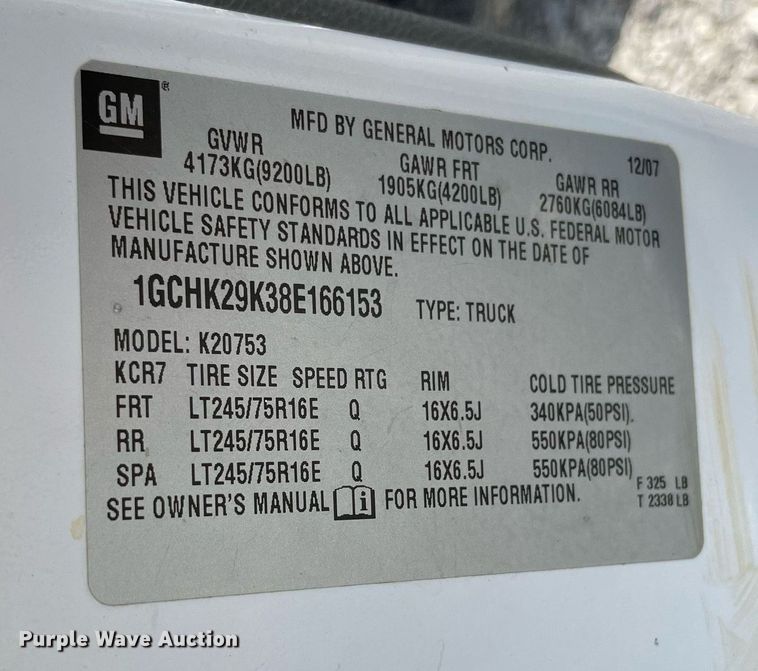 GM ®
MFD BY GENERAL MOTORS CORP. 12/07
GVWR GAWR FRT GAWR RR
4173KG(9200LB) 1905KG(4200LB) 2760KG(6084LB)
THIS VEHICLE CONFORMS TO ALL APPLICABLE U.S. FEDERAL MOTOR
VEHICLE SAFETY STANDARDS IN EFFECT ON THE DATE OF
MANUFACTURE SHOWN ABOVE.
1GCHK29K38E166153 TYPE: TRUCK
MODEL: K20753
KCR7 TIRE SIZE SPEED RTG RIM COLD TIRE PRESSURE
FRT LT245/75R16E Q 16X6.5J 340KPA(50PSI).
RR LT245/75R16E Q 16X6.5J 550KPA(80PSI)
SPA LT245/75R16E Q 16X6.5J 550KPA(80PSI)
SEE OWNER'S MANUAL i FOR MORE INFORMATION.
F 325 LB
T 2338 LB
Purple Wave Auction